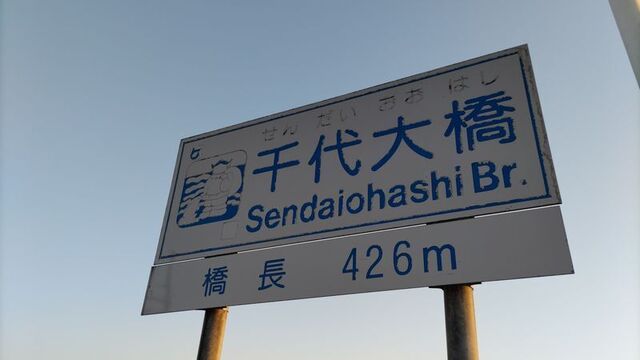 せんだいおおはし
千代大橋
Sendaiohashi Br.
橋長 426m